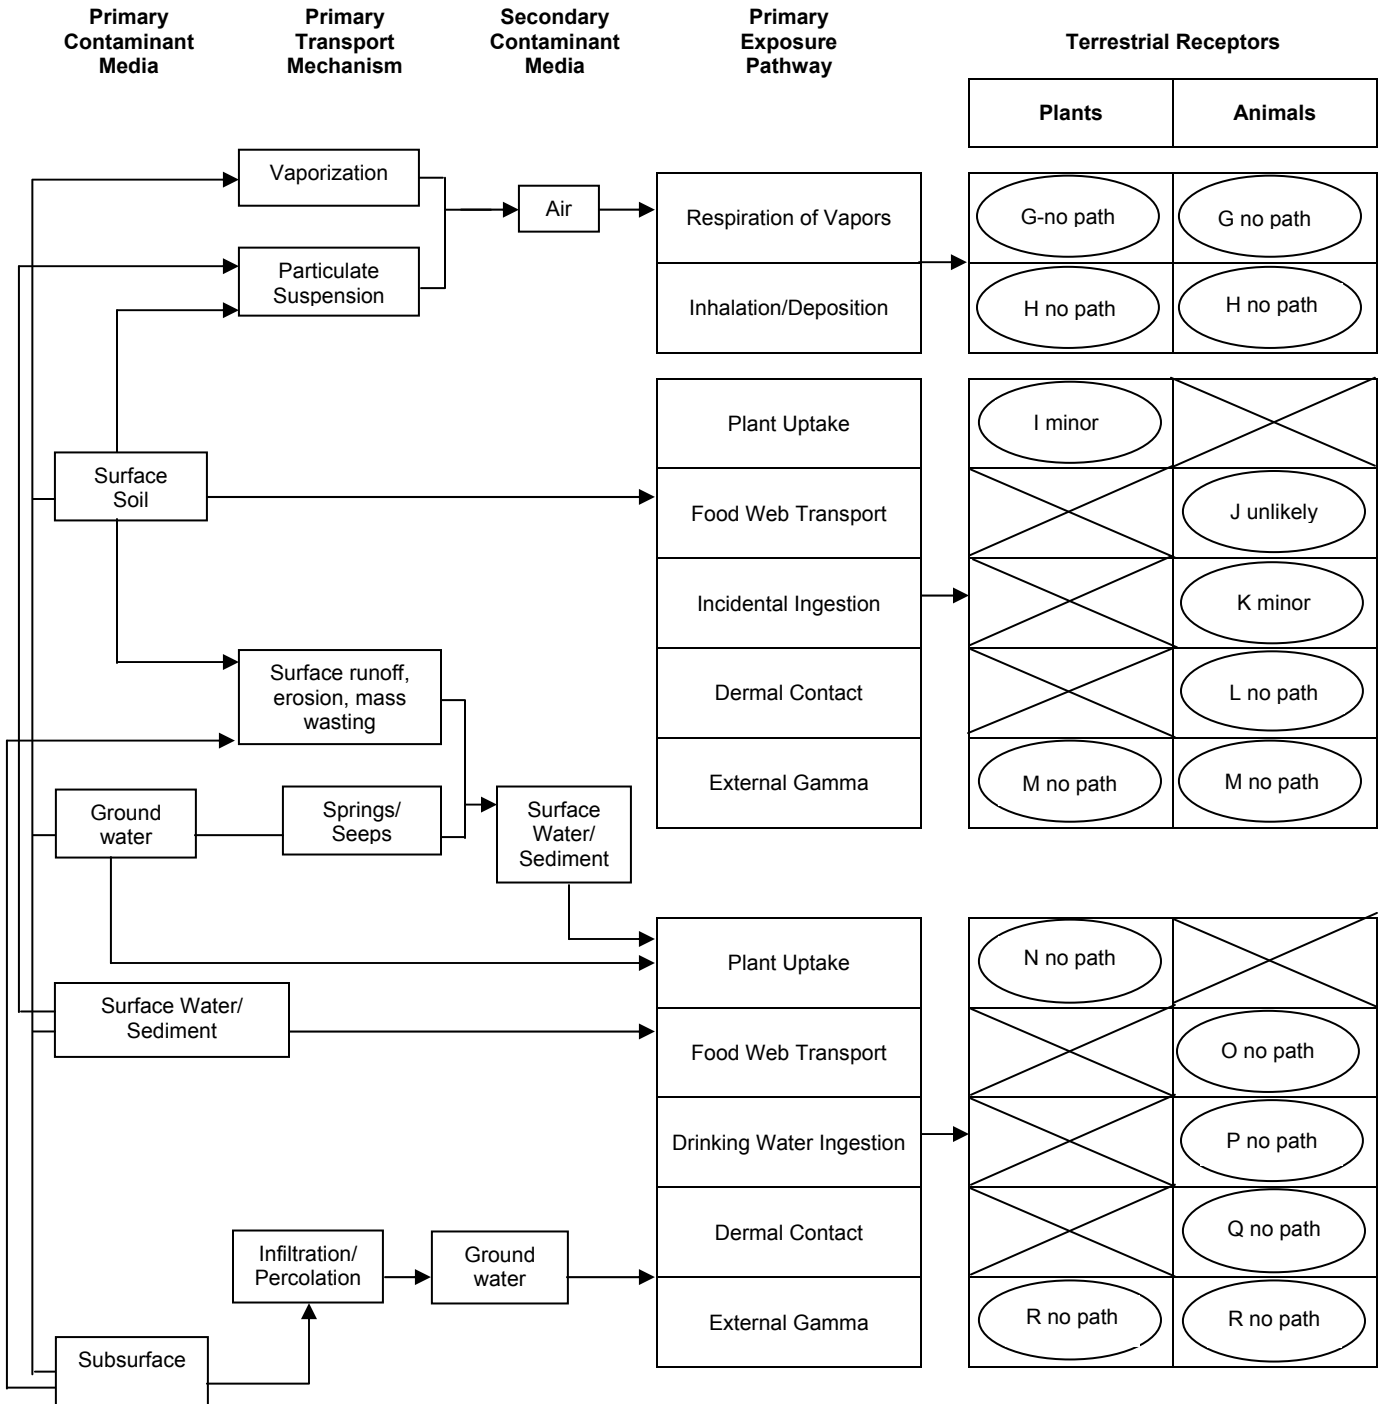 Primary
Contaminant
Media
Primary
Transport
Mechanism
Secondary
Contaminant
Media
Primary
Exposure
Pathway
Terrestrial Receptors
Plants
Animals
Vaporization
Air
Respiration of Vapors
G-no path
G no path
Particulate
Suspension
Inhalation/Deposition
H no path
H no path
Plant Uptake
I minor
Surface
Soil
Food Web Transport
J unlikely
Incidental Ingestion
K minor
Surface runoff,
erosion, mass
wasting
Dermal Contact
L no path
External Gamma
M no path
M no path
Ground
water
Springs/
Seeps
Surface
Water/
Sediment
Plant Uptake
N no path
Surface Water/
Sediment
Food Web Transport
O no path
Drinking Water Ingestion
P no path
Infiltration/
Percolation
Ground
water
Dermal Contact
Q no path
External Gamma
R no path
R no path
Subsurface